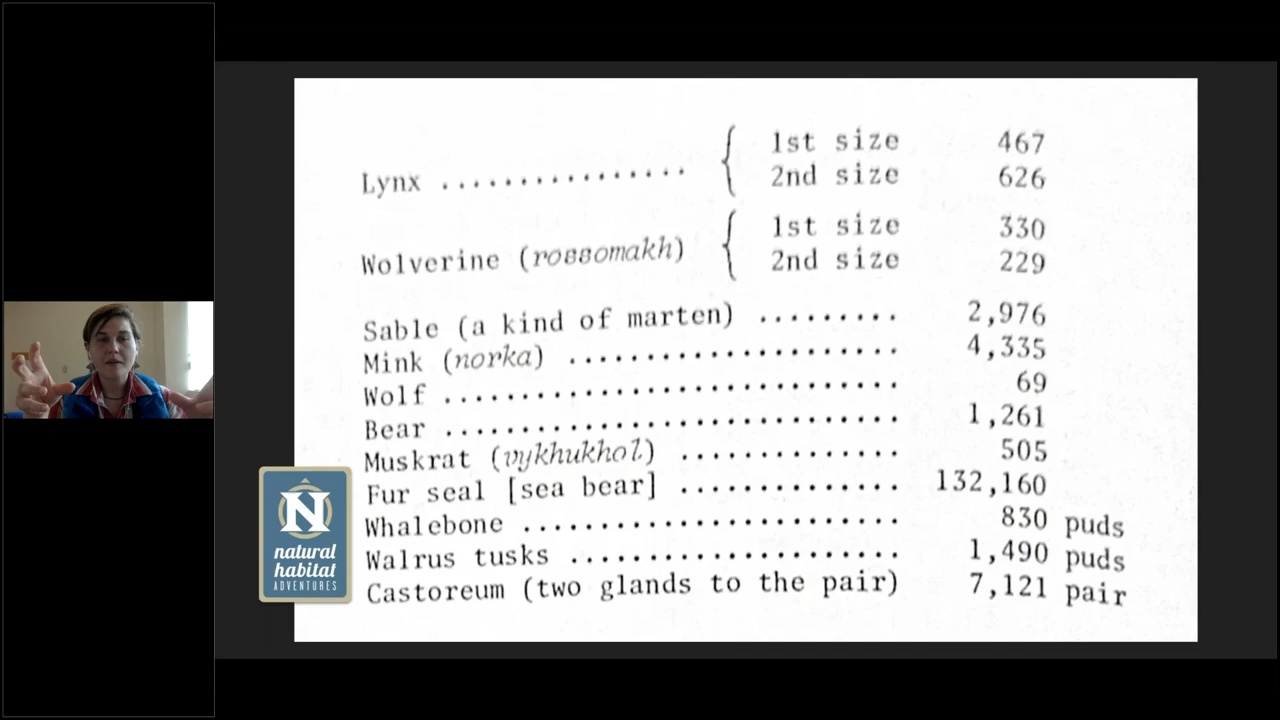 1st size 467
Lynx ................ { 2nd size 626
1st size 330
Wolverine (rossomakh) { 2nd size 229
Sable (a kind of marten) ......... 2,976
Mink (norka) ...................... 4,335
Wolf .............................. 69
Bear .............................. 1,261
Muskrat (vykhukhol) .............. 505
Fur seal [sea bear] .............. 132,160
Whalebone ......................... 830 puds
Walrus tusks ...................... 1,490 puds
Castoreum (two glands to the pair) 7,121 pair
N
natural
habitat
ADVENTURES